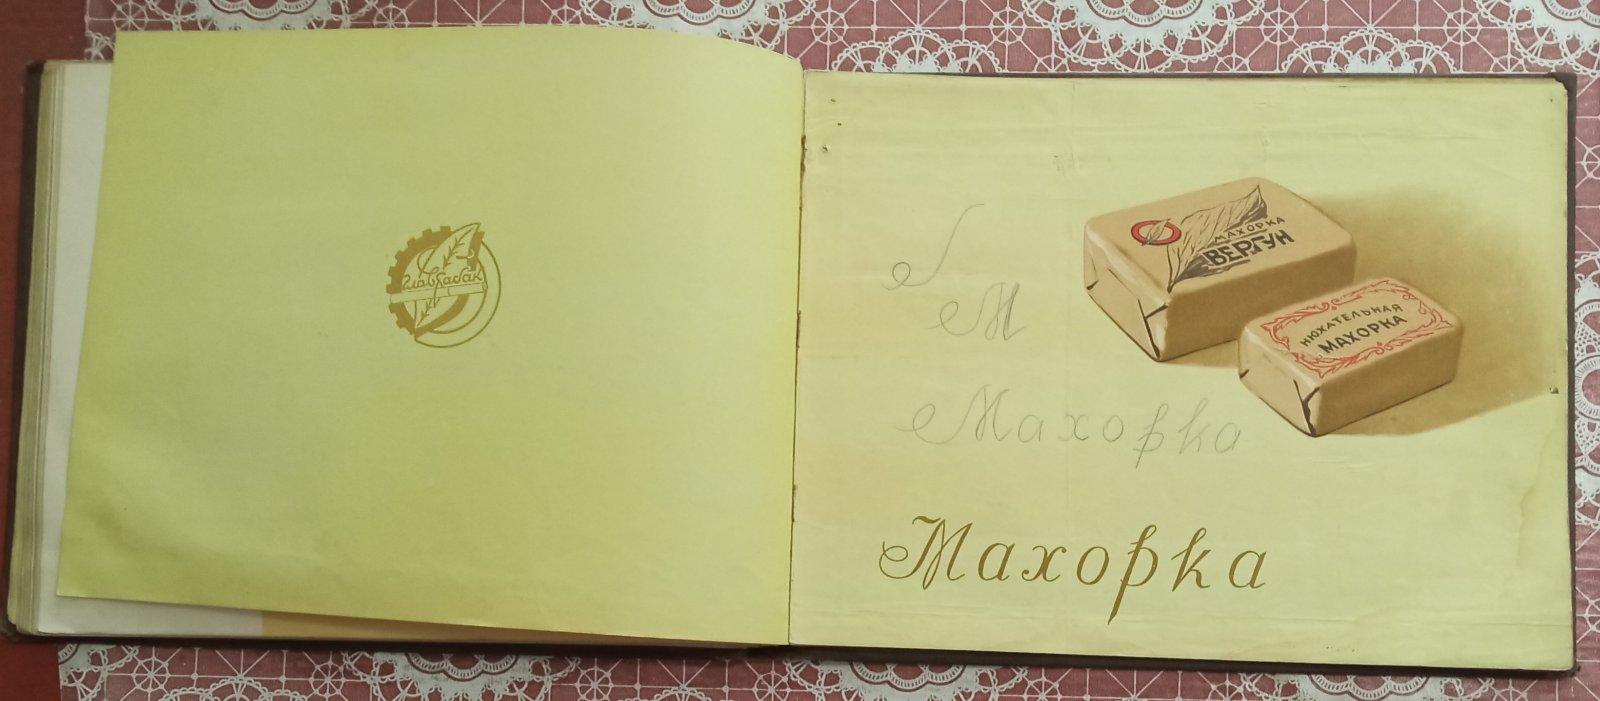 Главтабак
МАХОРКА
ВЕРГУН
НЮХАТЕЛЬНАЯ
МАХОРКА
М
Махорка
Махорка